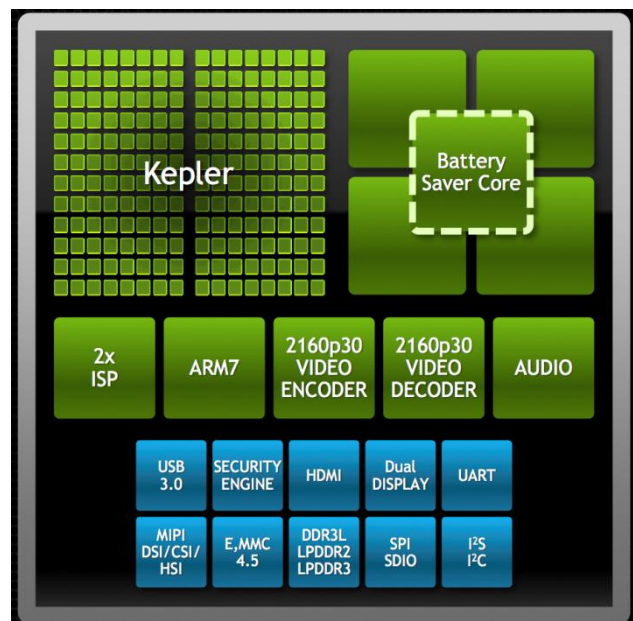 Kepler
Battery
Saver Core
2x
ISP
ARM7
2160p30
VIDEO
ENCODER
2160p30
VIDEO
DECODER
AUDIO
USB
3.0
SECURITY
ENGINE
HDMI
Dual
DISPLAY
UART
MIPI
DSI/CSI/
HSI
E,MMC
4.5
DDR3L
LPDDR2
LPDDR3
SPI
SDIO
I²S
I²C